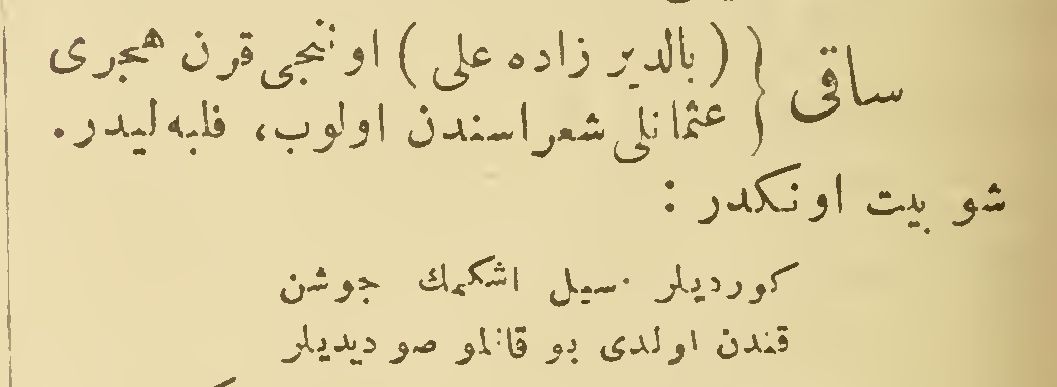 ساقی { ( بالدیر زاده علی ) اوننجی قرن هجری
عثمانلی شعراسندن اولوب، فلبه لیدر.
شو بیت اونکدر :
کوردیلر سیل اشکمك جوشن
قندن اولدی بو قانلو صو دیدیلر